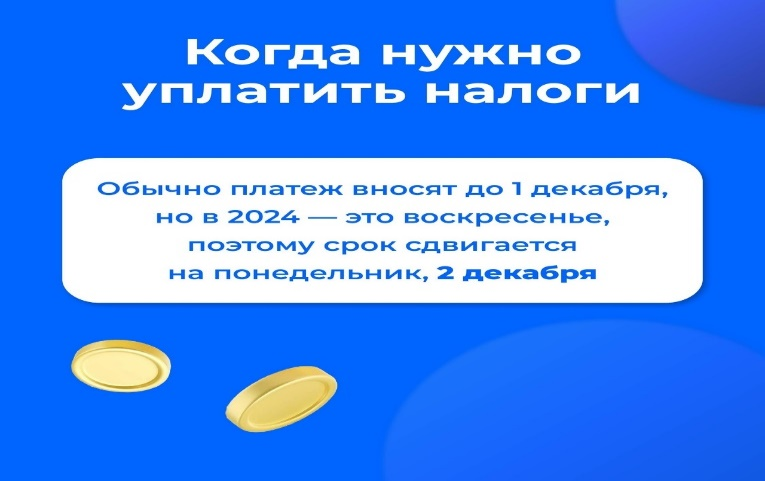 Когда нужно
уплатить налоги
Обычно платеж вносят до 1 декабря,
но в 2024 — это воскресенье,
поэтому срок сдвигается
на понедельник, 2 декабря